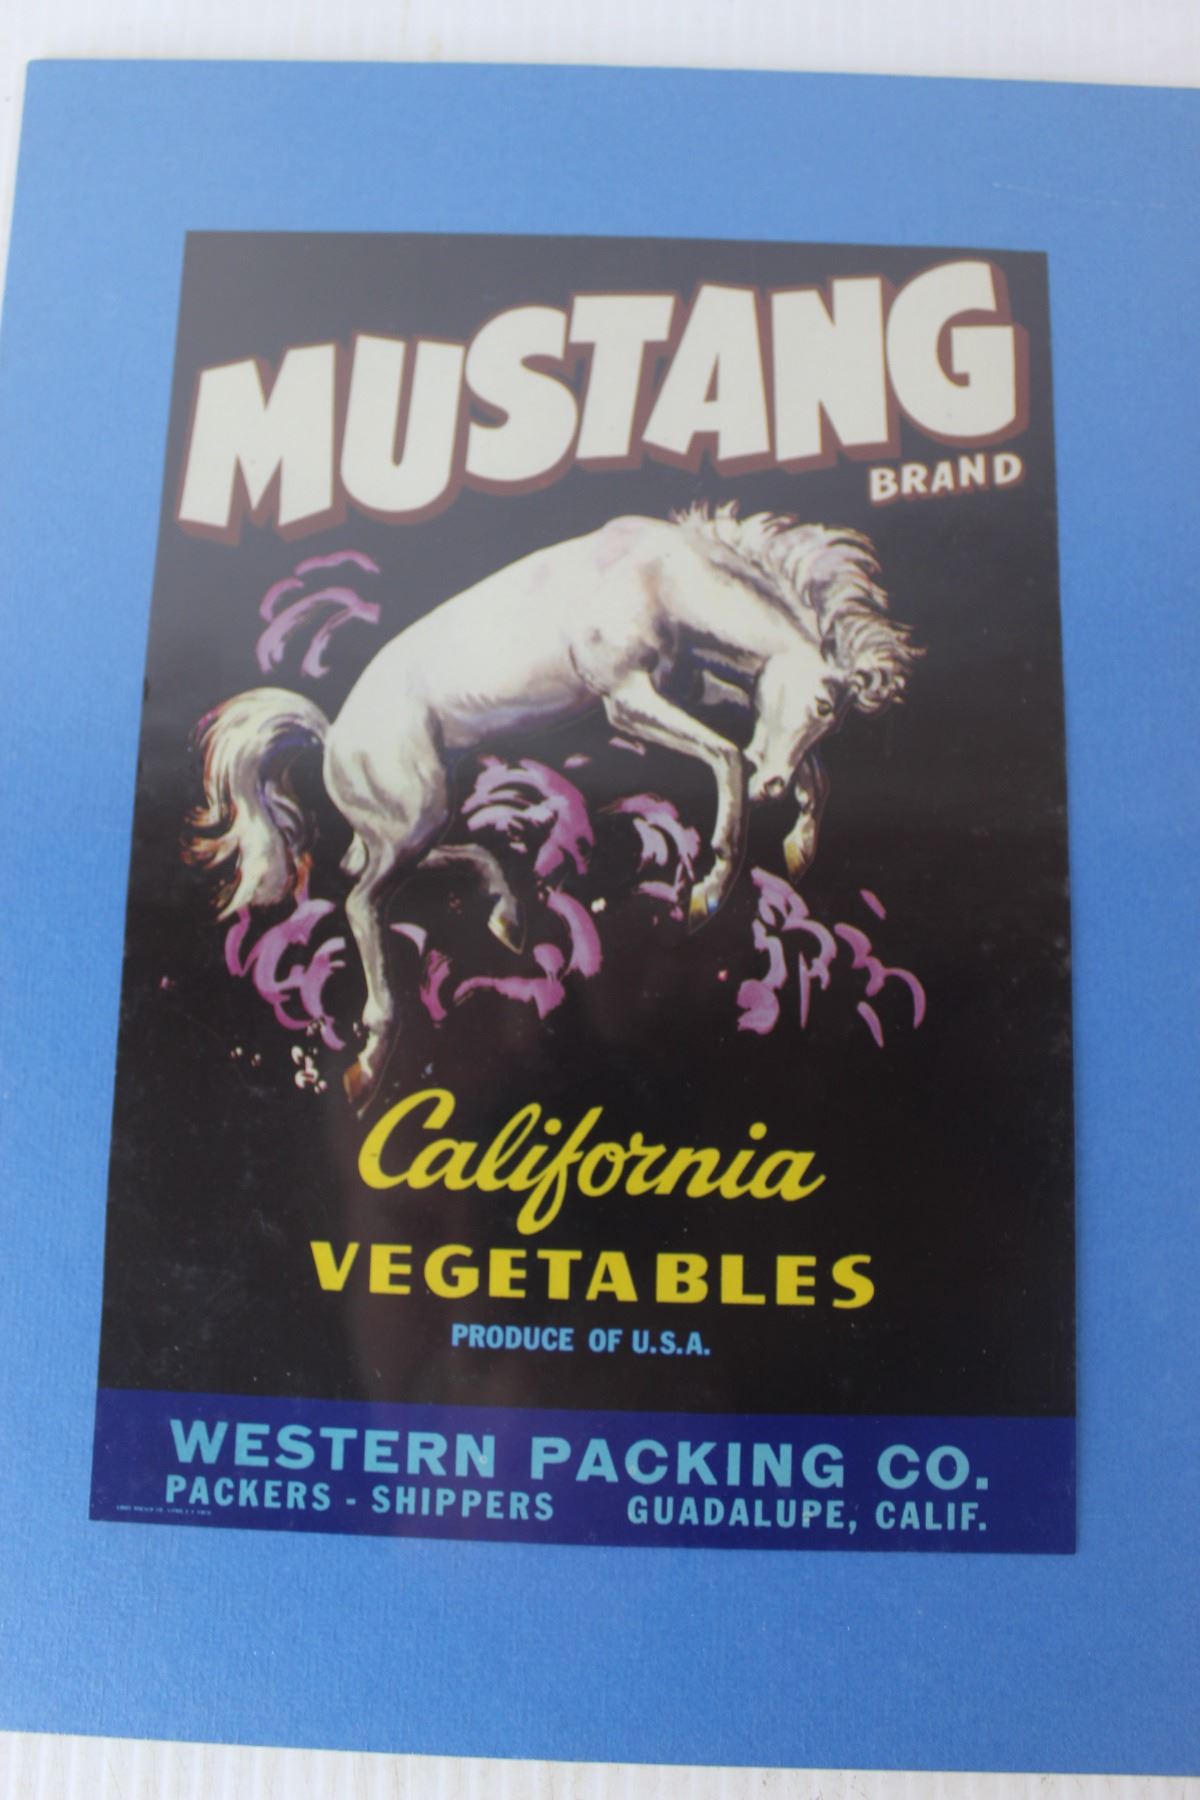 MUSTANG
BRAND
California
VEGETABLES
PRODUCE OF U.S.A.
WESTERN PACKING CO.
PACKERS - SHIPPERS GUADALUPE, CALIF.